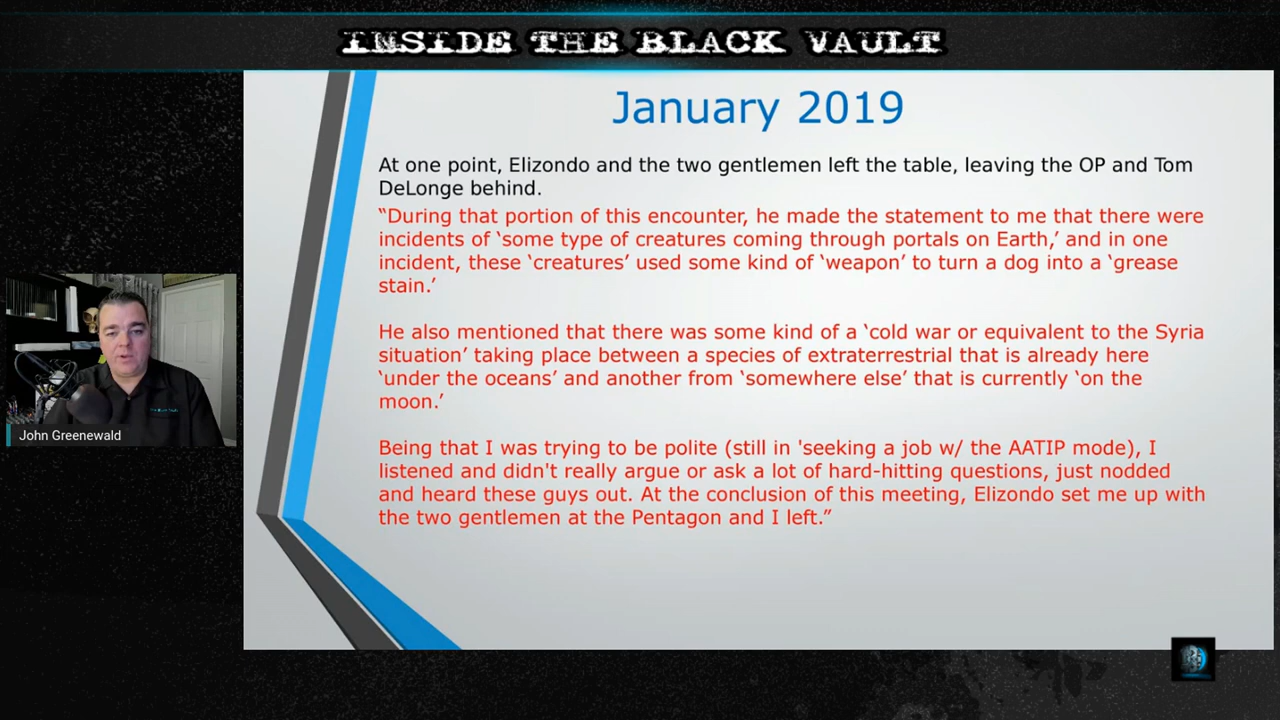 INSIDE THE BLACK VAULT
January 2019
At one point, Elizondo and the two gentlemen left the table, leaving the OP and Tom
DeLonge behind.
“During that portion of this encounter, he made the statement to me that there were
incidents of ‘some type of creatures coming through portals on Earth,’ and in one
incident, these ‘creatures’ used some kind of ‘weapon’ to turn a dog into a ‘grease
stain.’
He also mentioned that there was some kind of a ‘cold war or equivalent to the Syria
situation’ taking place between a species of extraterrestrial that is already here
‘under the oceans’ and another from ‘somewhere else’ that is currently ‘on the
moon.’
Being that I was trying to be polite (still in 'seeking a job w/ the AATIP mode), I
listened and didn't really argue or ask a lot of hard-hitting questions, just nodded
and heard these guys out. At the conclusion of this meeting, Elizondo set me up with
the two gentlemen at the Pentagon and I left.”
John Greenewald